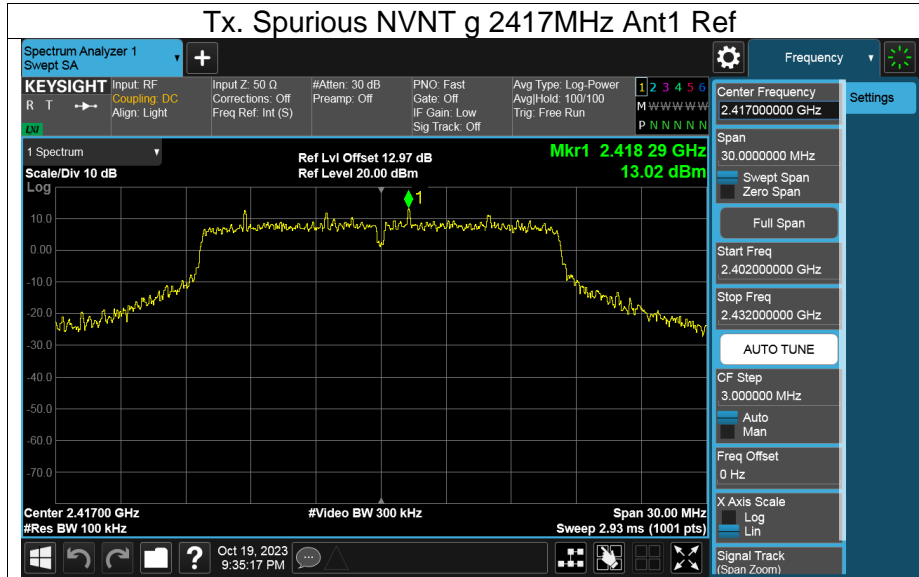 Tx. Spurious NVNT g 2417MHz Ant1 Ref
Spectrum Analyzer 1
Swept SA
Frequency
KEYSIGHT
R T
LXI
Input: RF
Coupling: DC
Align: Light
Input Z: 50 Ω
Corrections: Off
Freq Ref: Int (S)
#Atten: 30 dB
Preamp: Off
PNO: Fast
Gate: Off
IF Gain: Low
Sig Track: Off
Avg Type: Log-Power
Avg|Hold: 100/100
Trig: Free Run
1 2 3 4 5 6
M W W W W W
P N N N N N
1 Spectrum
Scale/Div 10 dB
Log
Ref Lvl Offset 12.97 dB
Ref Level 20.00 dBm
Mkr1 2.418 29 GHz
13.02 dBm
1
10.0
0.00
-10.0
-20.0
-30.0
-40.0
-50.0
-60.0
-70.0
Center 2.41700 GHz
#Res BW 100 kHz
#Video BW 300 kHz
Span 30.00 MHz
Sweep 2.93 ms (1001 pts)
Center Frequency
2.417000000 GHz
Settings
Span
30.0000000 MHz
Swept Span
Zero Span
Full Span
Start Freq
2.402000000 GHz
Stop Freq
2.432000000 GHz
AUTO TUNE
CF Step
3.000000 MHz
Auto
Man
Freq Offset
0 Hz
X Axis Scale
Log
Lin
Signal Track
(Span Zoom)
?
Oct 19, 2023
9:35:17 PM